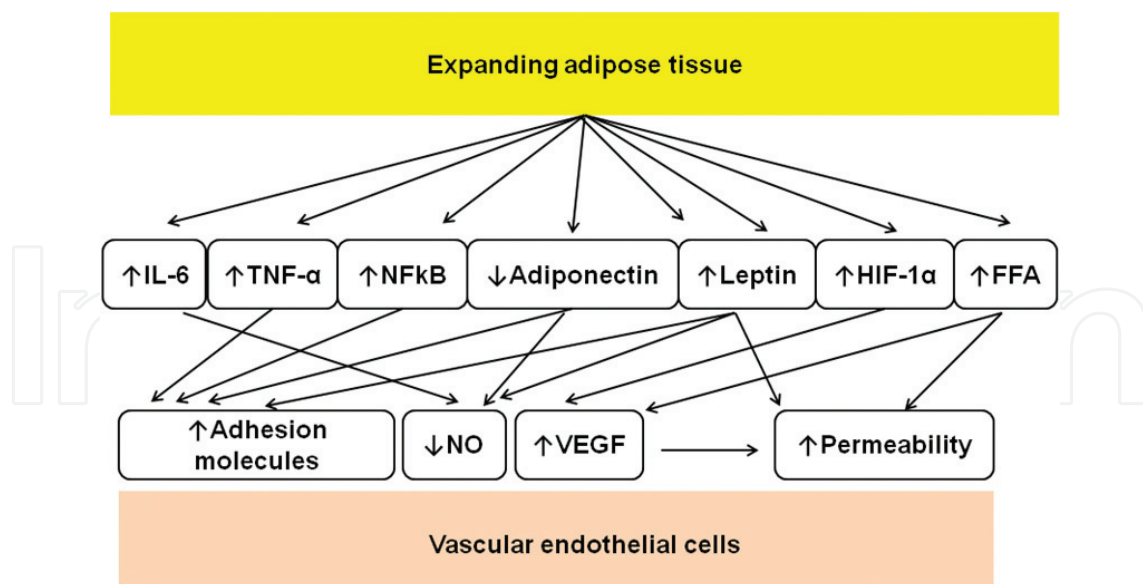 Expanding adipose tissue
↑IL-6 ↑TNF-α ↑NFkB ↓Adiponectin ↑Leptin ↑HIF-1α ↑FFA
↑Adhesion
molecules
↓NO ↑VEGF ↑Permeability
Vascular endothelial cells